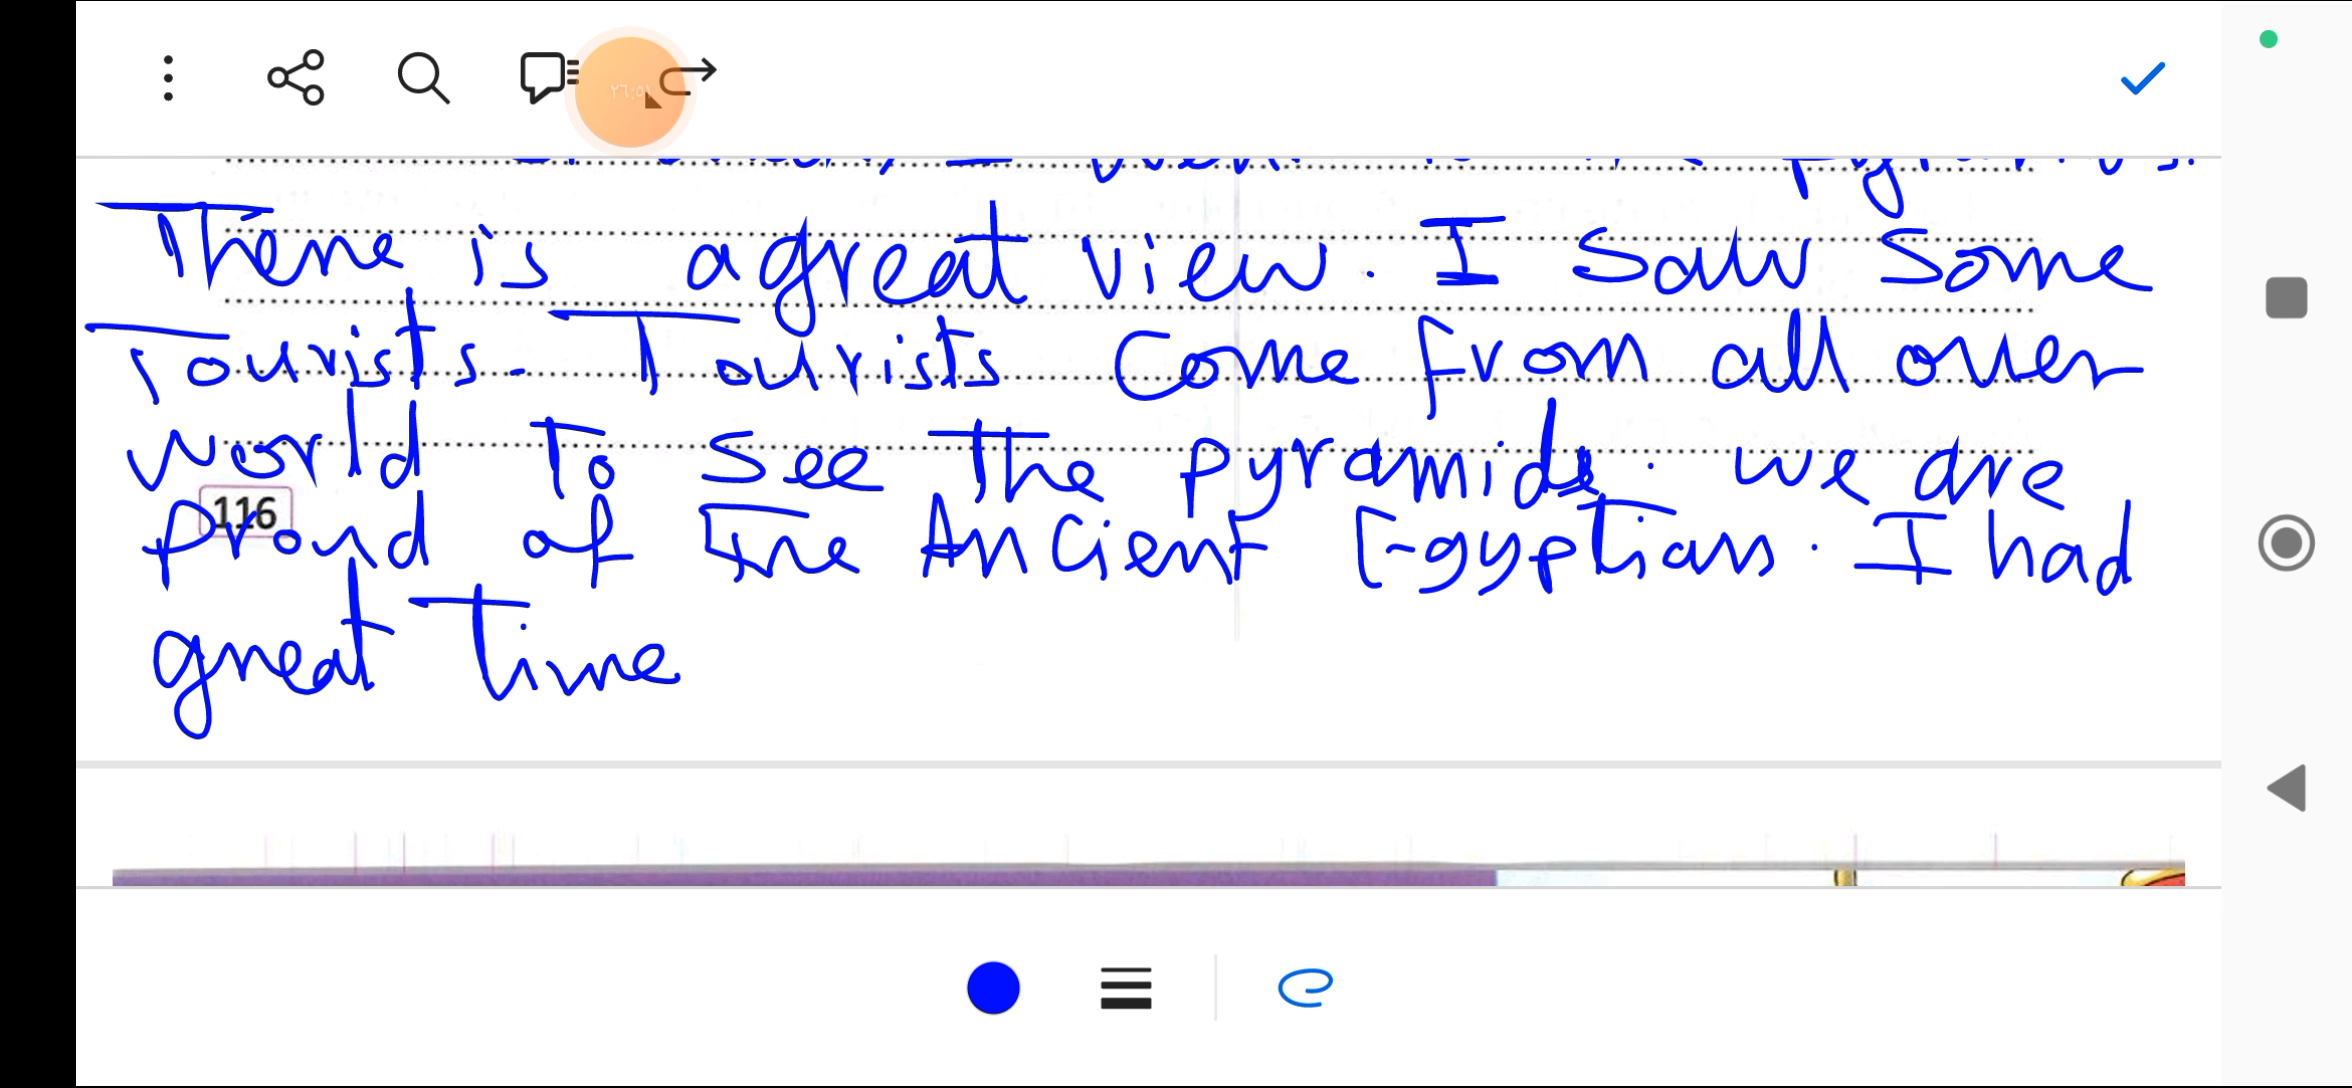 There is a great view. I saw some
Tourists. Tourists come from all over
world To see The pyramids. we are
116
Proud of The Ancient Egyptians. I had
great Time